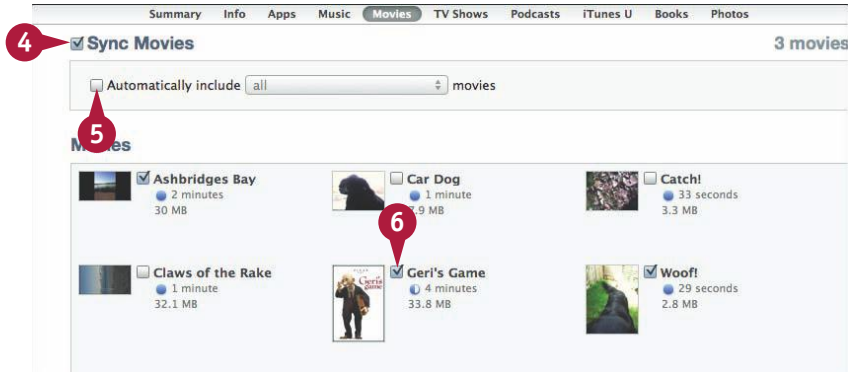 Summary Info Apps Music Movies TV Shows Podcasts iTunes U Books Photos
4 Sync Movies 3 movies
Automatically include all movies
5
Ashbridges Bay Car Dog Catch!
2 minutes 1 minute 33 seconds
30 MB 3.3 MB
6
Claws of the Rake Geri's Game Woof!
1 minute 4 minutes 29 seconds
32.1 MB 33.8 MB 2.8 MB
Geri's
game